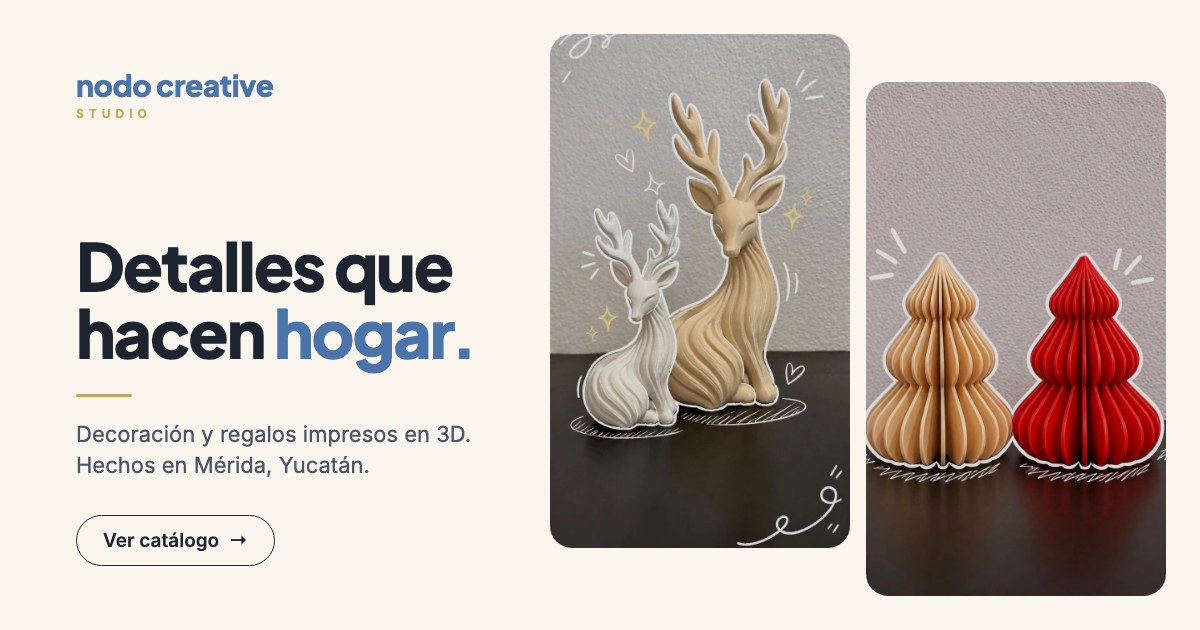 nodo creative
STUDIO
Detalles que
hacen hogar.
Decoración y regalos impresos en 3D.
Hechos en Mérida, Yucatán.
Ver catálogo →